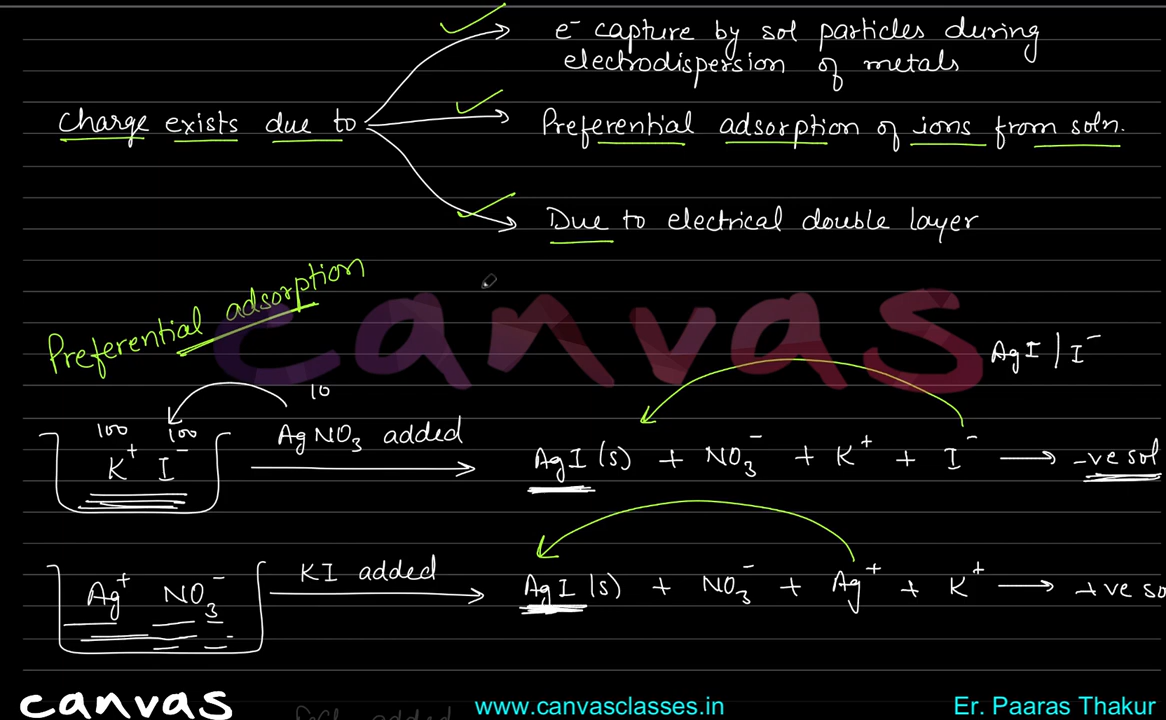 e⁻ capture by sol particles during
electrodispersion of metals
Charge exists due to
Preferential adsorption of ions from soln.
Due to electrical double layer
Preferential adsorption
canvas
AgI / I⁻
10
100 100
K⁺ I⁻
AgNO₃ added
AgI (s) + NO₃⁻ + K⁺ + I⁻ → -ve sol
Ag⁺ NO₃⁻
KI added
AgI (s) + NO₃⁻ + Ag⁺ + K⁺ → +ve so
canvas
www.canvasclasses.in
Er. Paaras Thakur